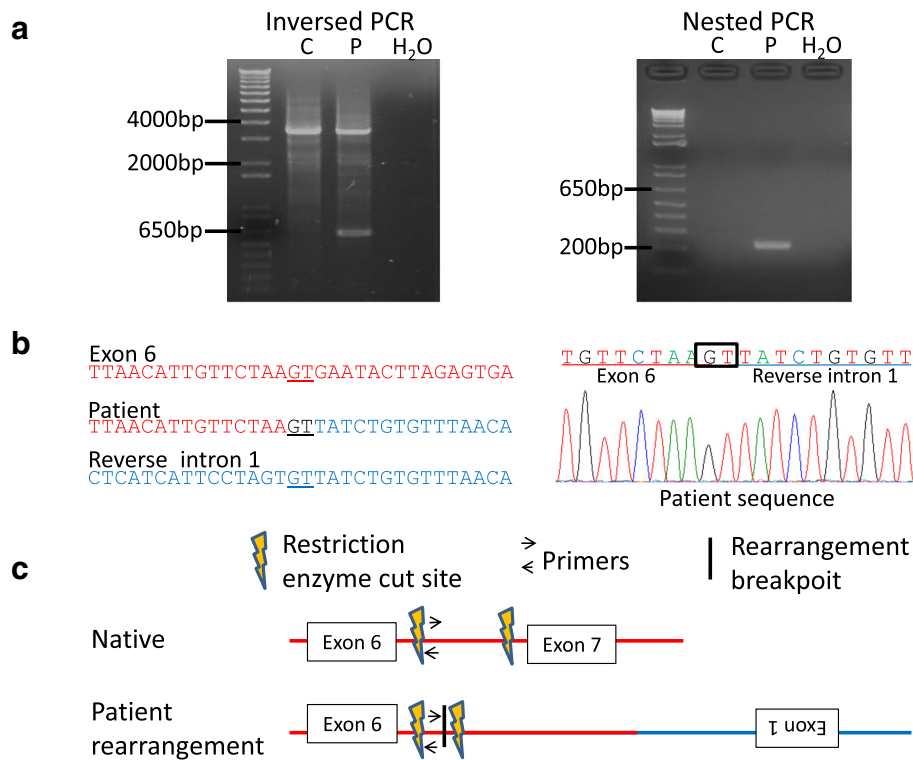 a
Inversed PCR
C P H2O
4000bp
2000bp
650bp
Nested PCR
C P H2O
650bp
200bp
b
Exon 6
TTAACATTGTTCTAAGTGAATACTTAGAGTGA
Patient
TTAACATTGTTCTAAGTTATCTGTGTTTAACA
Reverse intron 1
CTCATCATTCCTAGTGTTATCTGTGTTTAACA
TGTTCTAAGTTATCTGTGTT
Exon 6 Reverse intron 1
Patient sequence
c
Restriction
enzyme cut site
Primers
Rearrangement
breakpoit
Native
Exon 6
Exon 7
Patient
rearrangement
Exon 6
Exon 1